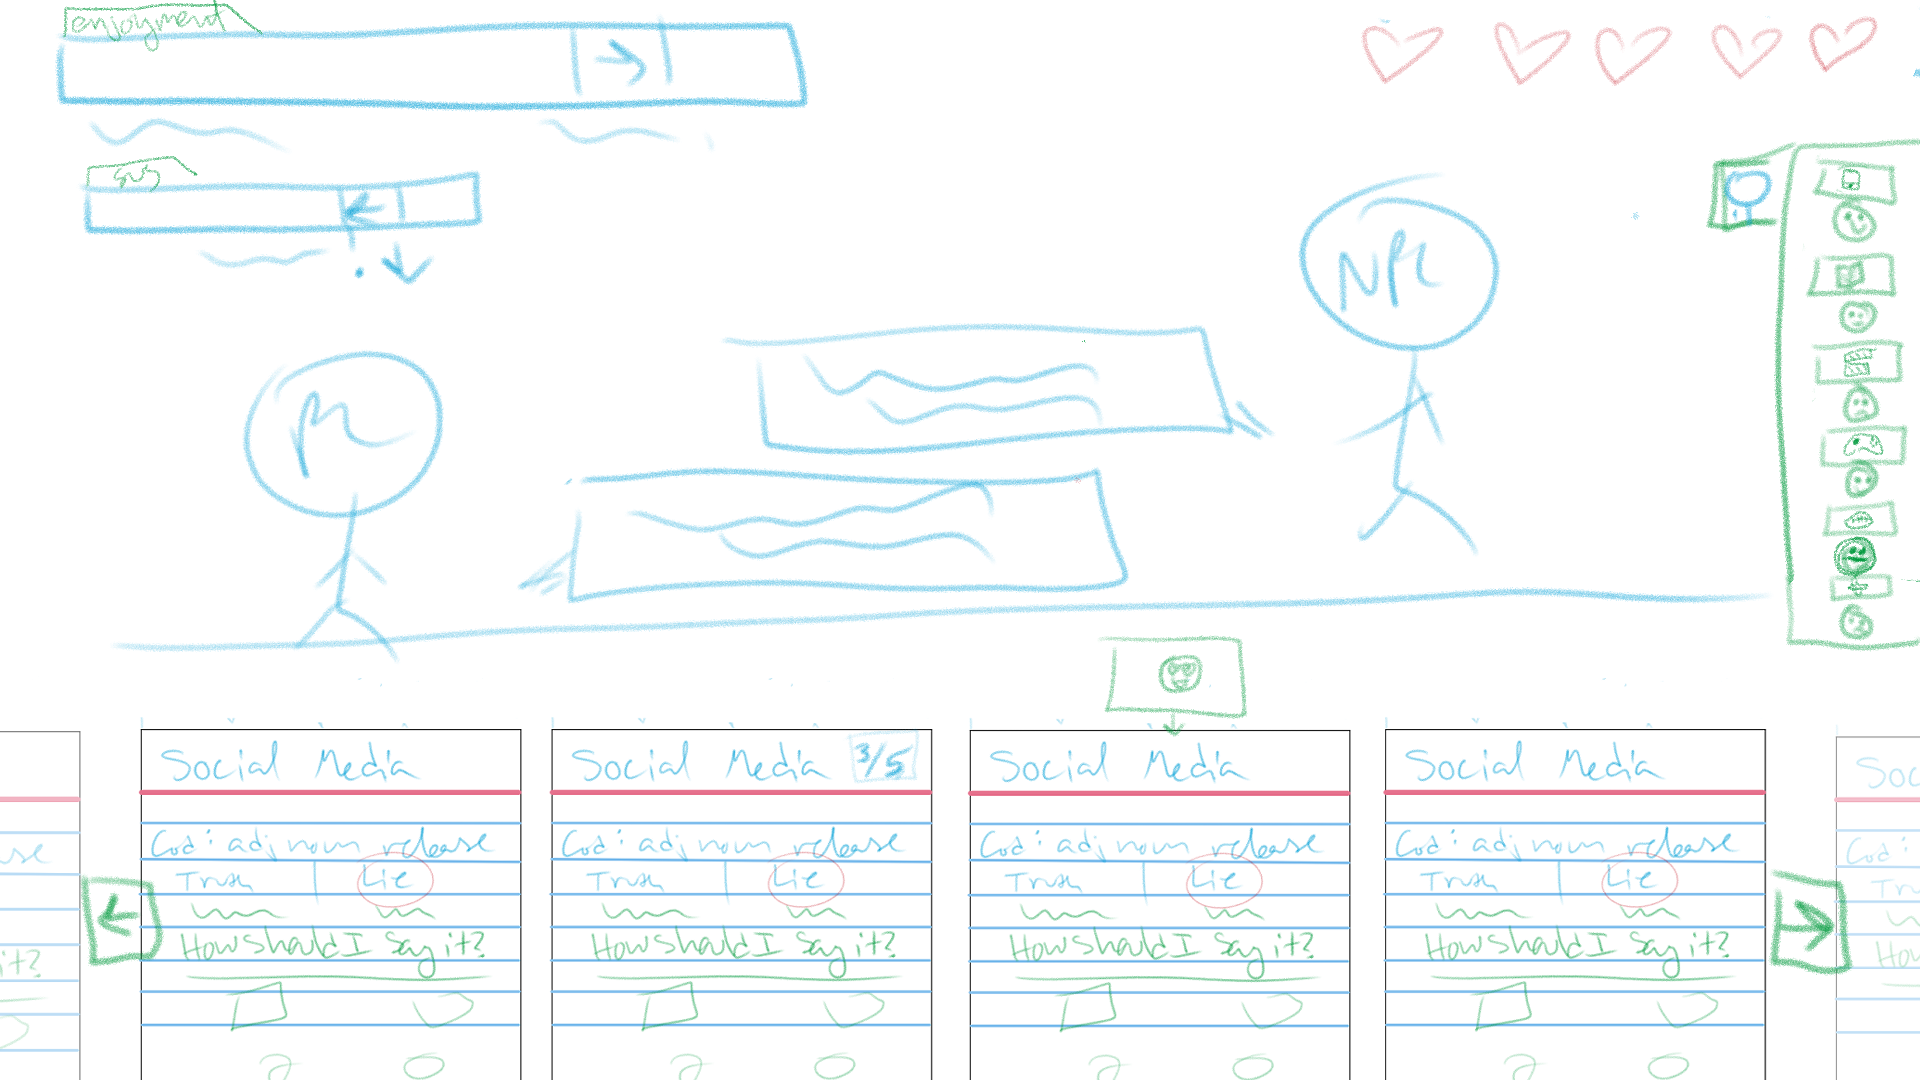 enjoyment
sus
NPC
Social Media
Cod: adj noun release
Truth | Lie
How should I say it?
Social Media 3/5
Cod: adj noun release
Truth | Lie
How should I say it?
Social Media
Cod: adj noun release
Truth | Lie
How should I say it?
Social Media
Cod: adj noun release
Truth | Lie
How should I say it?
it?
Soc
Cod:
Tru
How